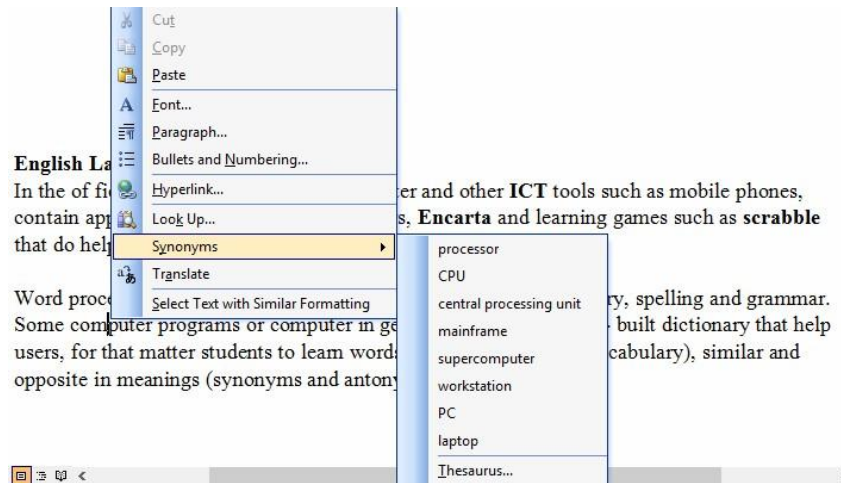 Cut
Copy
Paste
Font...
Paragraph...
Bullets and Numbering...
Hyperlink...
Look Up...
Synonyms
Translate
Select Text with Similar Formatting
processor
CPU
central processing unit
mainframe
supercomputer
workstation
PC
laptop
Thesaurus...
English La
In the of fi er and other ICT tools such as mobile phones,
contain app s, Encarta and learning games such as scrabble
that do help
Word proce ry, spelling and grammar.
Some computer programs or computer in ge built dictionary that help
users, for that matter students to learn words cabulary), similar and
opposite in meanings (synonyms and antony